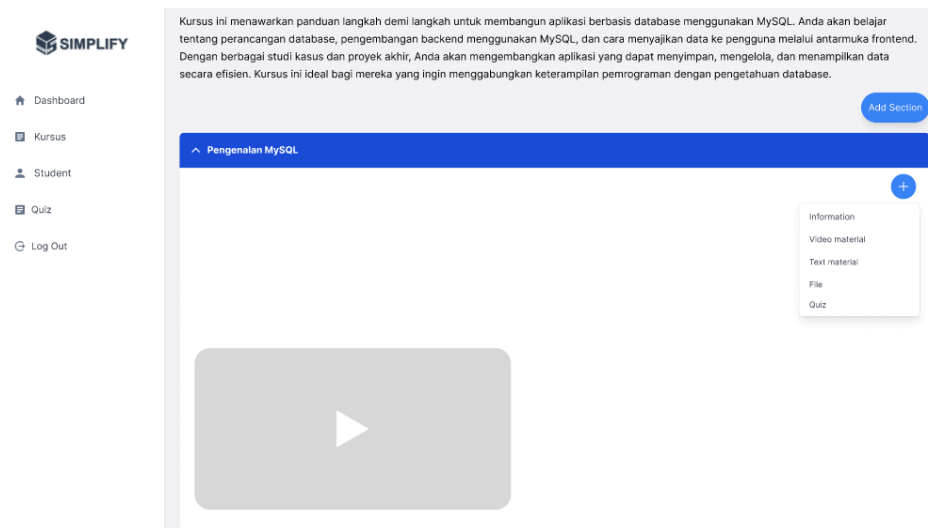 SIMPLIFY
Dashboard
Kursus
Student
Quiz
Log Out
Kursus ini menawarkan panduan langkah demi langkah untuk membangun aplikasi berbasis database menggunakan MySQL. Anda akan belajar
tentang perancangan database, pengembangan backend menggunakan MySQL, dan cara menyajikan data ke pengguna melalui antarmuka frontend.
Dengan berbagai studi kasus dan proyek akhir, Anda akan mengembangkan aplikasi yang dapat menyimpan, mengelola, dan menampilkan data
secara efisien. Kursus ini ideal bagi mereka yang ingin menggabungkan keterampilan pemrograman dengan pengetahuan database.
Add Section
Pengenalan MySQL
Information
Video material
Text material
File
Quiz